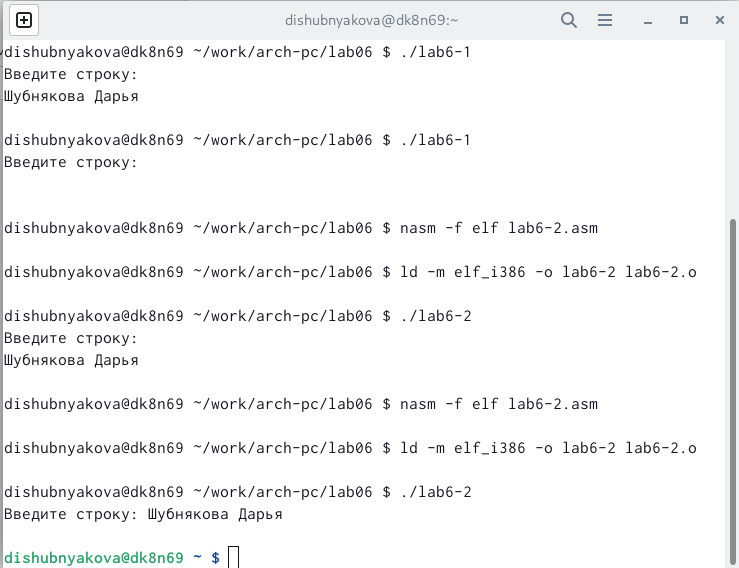 dishubnyakova@dk8n69:~
dishubnyakova@dk8n69 ~/work/arch-pc/lab06 $ ./lab6-1
Введите строку:
Шубнякова Дарья
dishubnyakova@dk8n69 ~/work/arch-pc/lab06 $ ./lab6-1
Введите строку:
dishubnyakova@dk8n69 ~/work/arch-pc/lab06 $ nasm -f elf lab6-2.asm
dishubnyakova@dk8n69 ~/work/arch-pc/lab06 $ ld -m elf_i386 -o lab6-2 lab6-2.o
dishubnyakova@dk8n69 ~/work/arch-pc/lab06 $ ./lab6-2
Введите строку:
Шубнякова Дарья
dishubnyakova@dk8n69 ~/work/arch-pc/lab06 $ nasm -f elf lab6-2.asm
dishubnyakova@dk8n69 ~/work/arch-pc/lab06 $ ld -m elf_i386 -o lab6-2 lab6-2.o
dishubnyakova@dk8n69 ~/work/arch-pc/lab06 $ ./lab6-2
Введите строку: Шубнякова Дарья
dishubnyakova@dk8n69 ~ $